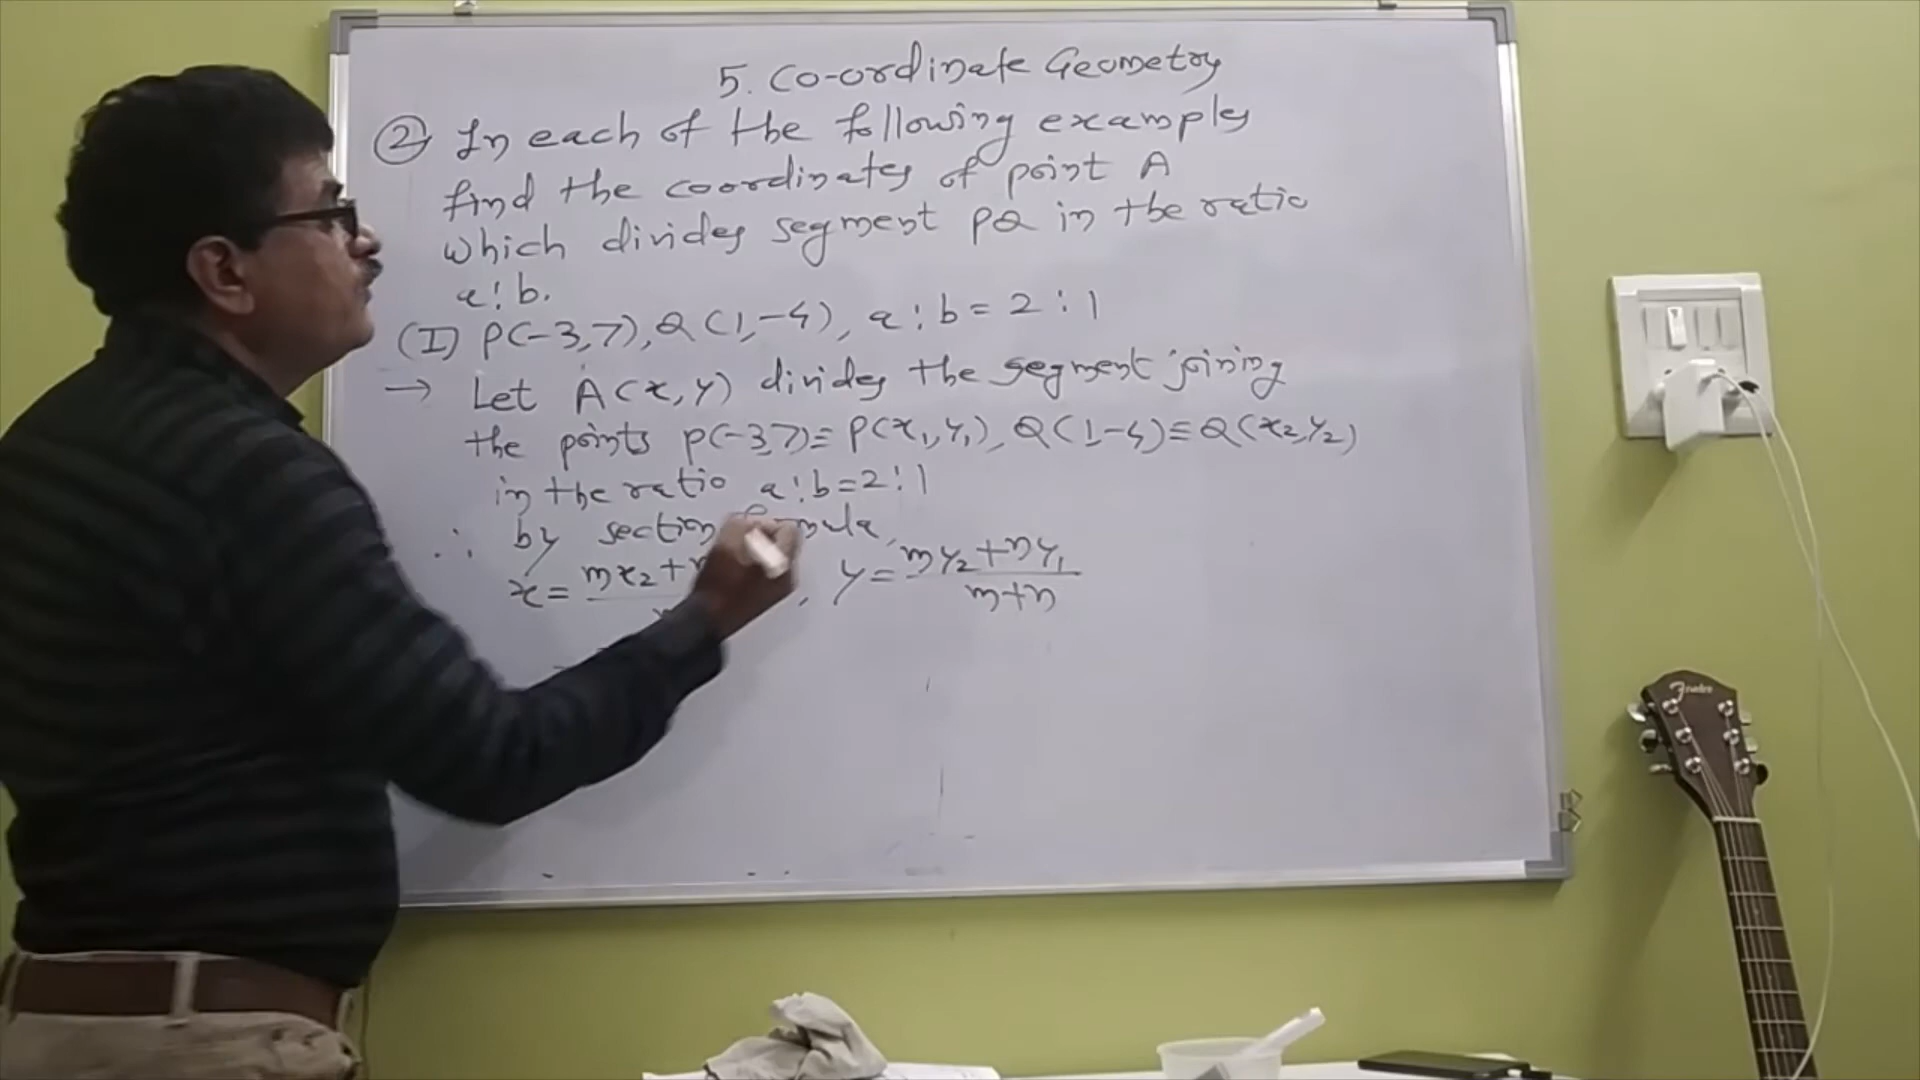 5. Co-ordinate Geometry
② In each of the following examples
find the coordinates of point A
which divides segment PQ in the ratio
a:b.
(I) P(-3,7), Q(1,-4), a:b=2:1
→ Let A(x,y) divides the segment joining
the points P(-3,7)≡P(x₁,y₁), Q(1,-4)≡Q(x₂,y₂)
in the ratio a:b=2:1
∴ by section formula,
x = mx₂+ , y = my₂+ny₁
m+n
Fender